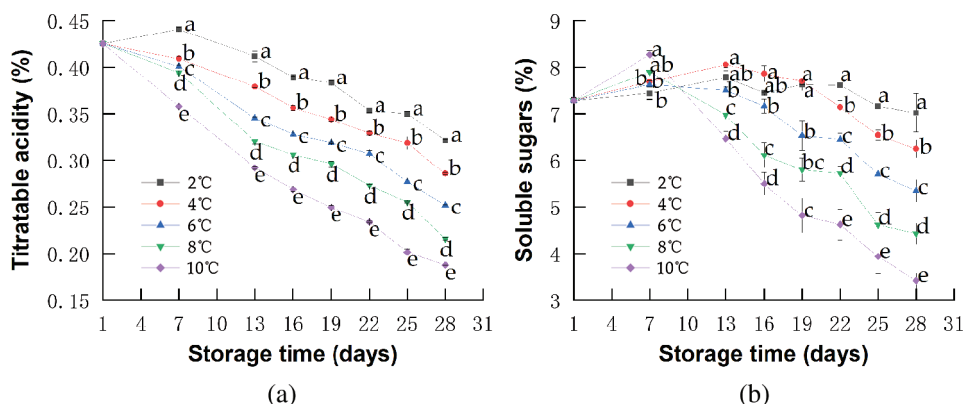 (a)
0.45
0.40
0.45
0.30
0.25
0.20
0.15
Titratable acidity (%)
a a a a a a a
b b b b b b b
c c c c c c c
d d d d d d d
e e e e e e e
2℃
4℃
6℃
8℃
10℃
1 4 7 10 13 16 19 22 25 28 31
Storage time (days)
(a)
(b)
9
8
7
6
5
4
3
Soluble sugars (%)
a a a a a a a
ab ab ab b b b
b b b b c c c
c c bc d d
c d c e e e
2℃
4℃
6℃
8℃
10℃
1 4 7 10 13 16 19 22 25 28 31
Storage time (days)
(b)